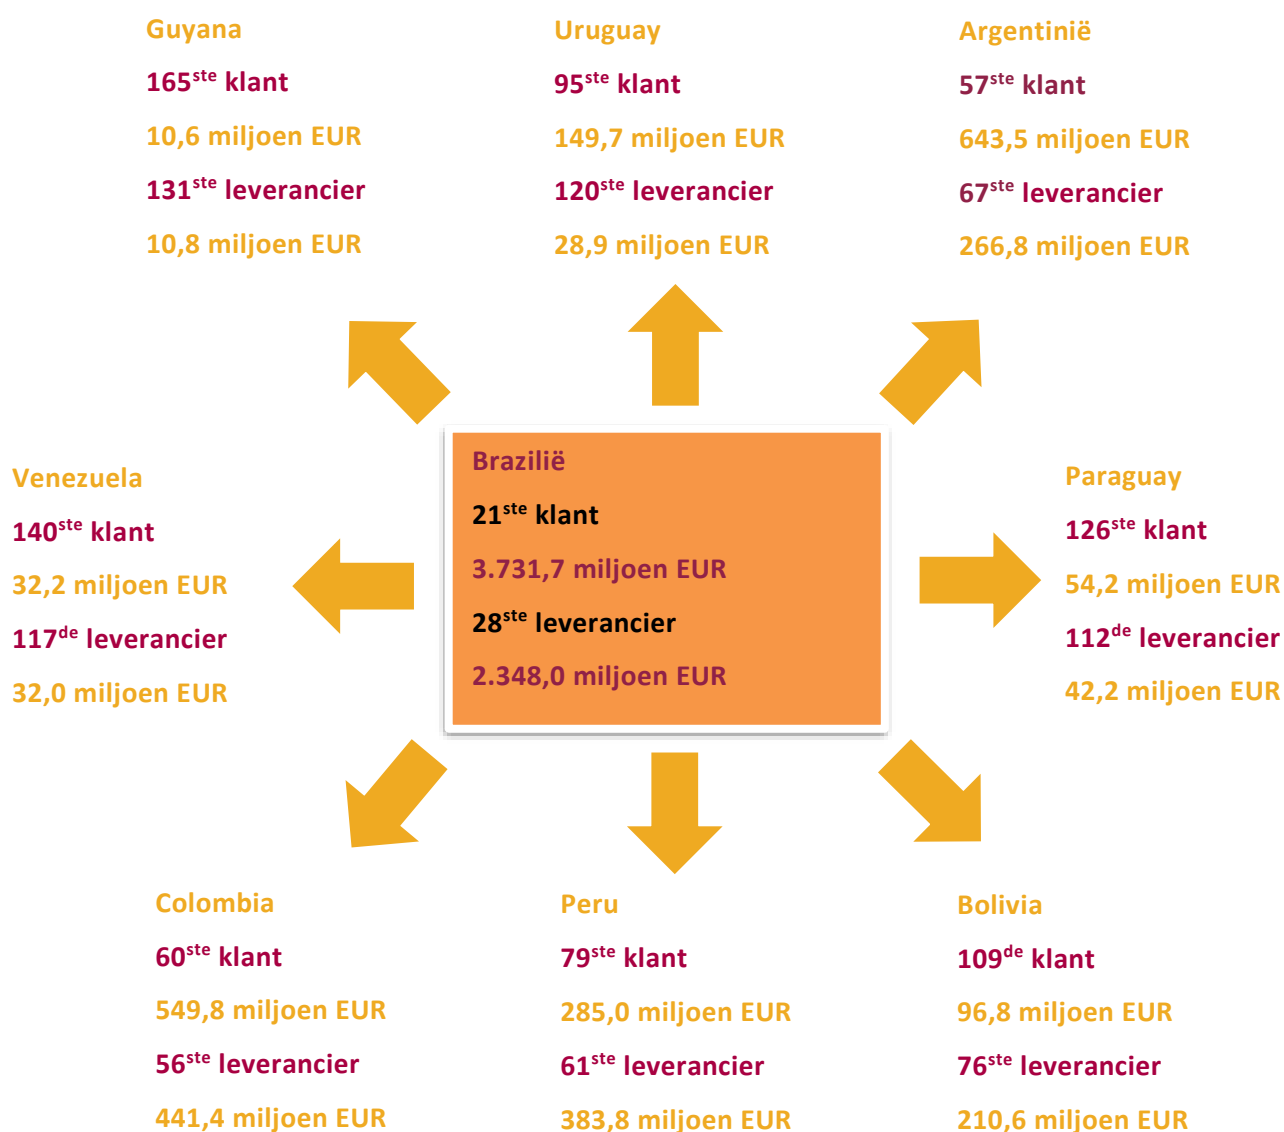 Guyana
165ste klant
10,6 miljoen EUR
131ste leverancier
10,8 miljoen EUR
Uruguay
95ste klant
149,7 miljoen EUR
120ste leverancier
28,9 miljoen EUR
Argentinië
57ste klant
643,5 miljoen EUR
67ste leverancier
266,8 miljoen EUR
Venezuela
140ste klant
32,2 miljoen EUR
117de leverancier
32,0 miljoen EUR
Brazilië
21ste klant
3.731,7 miljoen EUR
28ste leverancier
2.348,0 miljoen EUR
Paraguay
126ste klant
54,2 miljoen EUR
112de leverancier
42,2 miljoen EUR
Colombia
60ste klant
549,8 miljoen EUR
56ste leverancier
441,4 miljoen EUR
Peru
79ste klant
285,0 miljoen EUR
61ste leverancier
383,8 miljoen EUR
Bolivia
109de klant
96,8 miljoen EUR
76ste leverancier
210,6 miljoen EUR